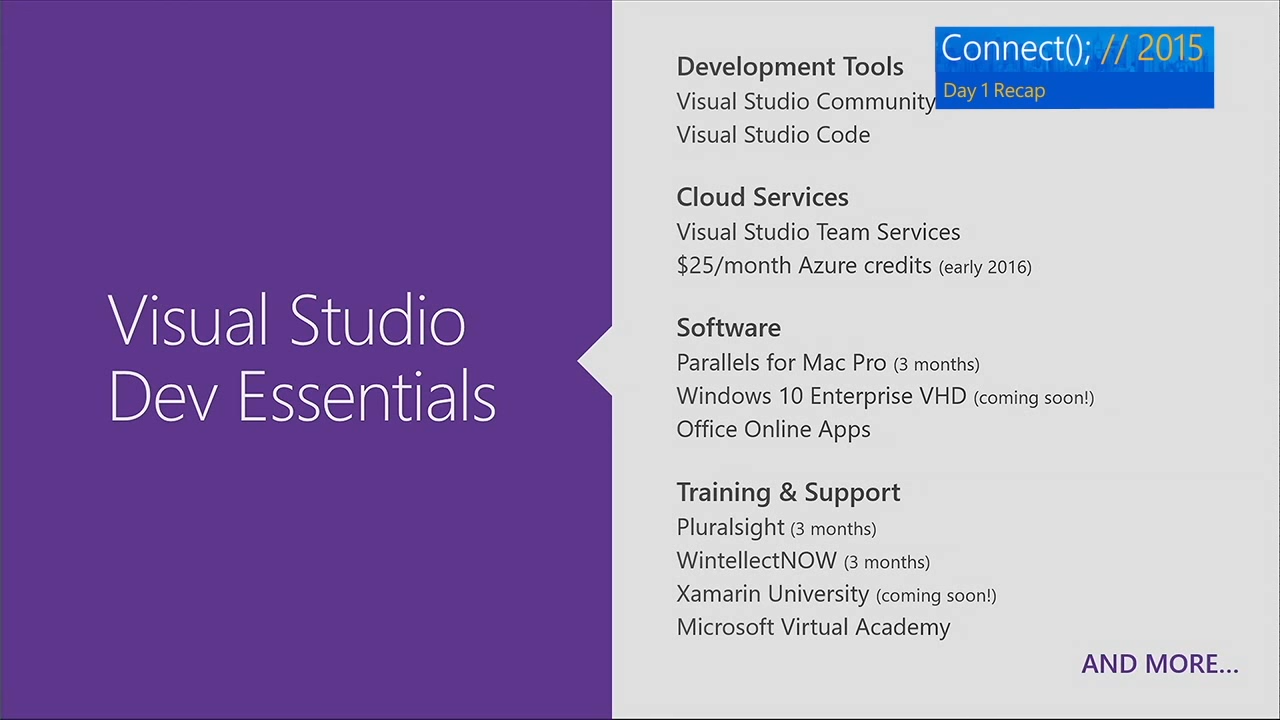 Connect(); // 2015
Day 1 Recap
Visual Studio
Dev Essentials
Development Tools
Visual Studio Community
Visual Studio Code
Cloud Services
Visual Studio Team Services
$25/month Azure credits (early 2016)
Software
Parallels for Mac Pro (3 months)
Windows 10 Enterprise VHD (coming soon!)
Office Online Apps
Training & Support
Pluralsight (3 months)
WintellectNOW (3 months)
Xamarin University (coming soon!)
Microsoft Virtual Academy
AND MORE...